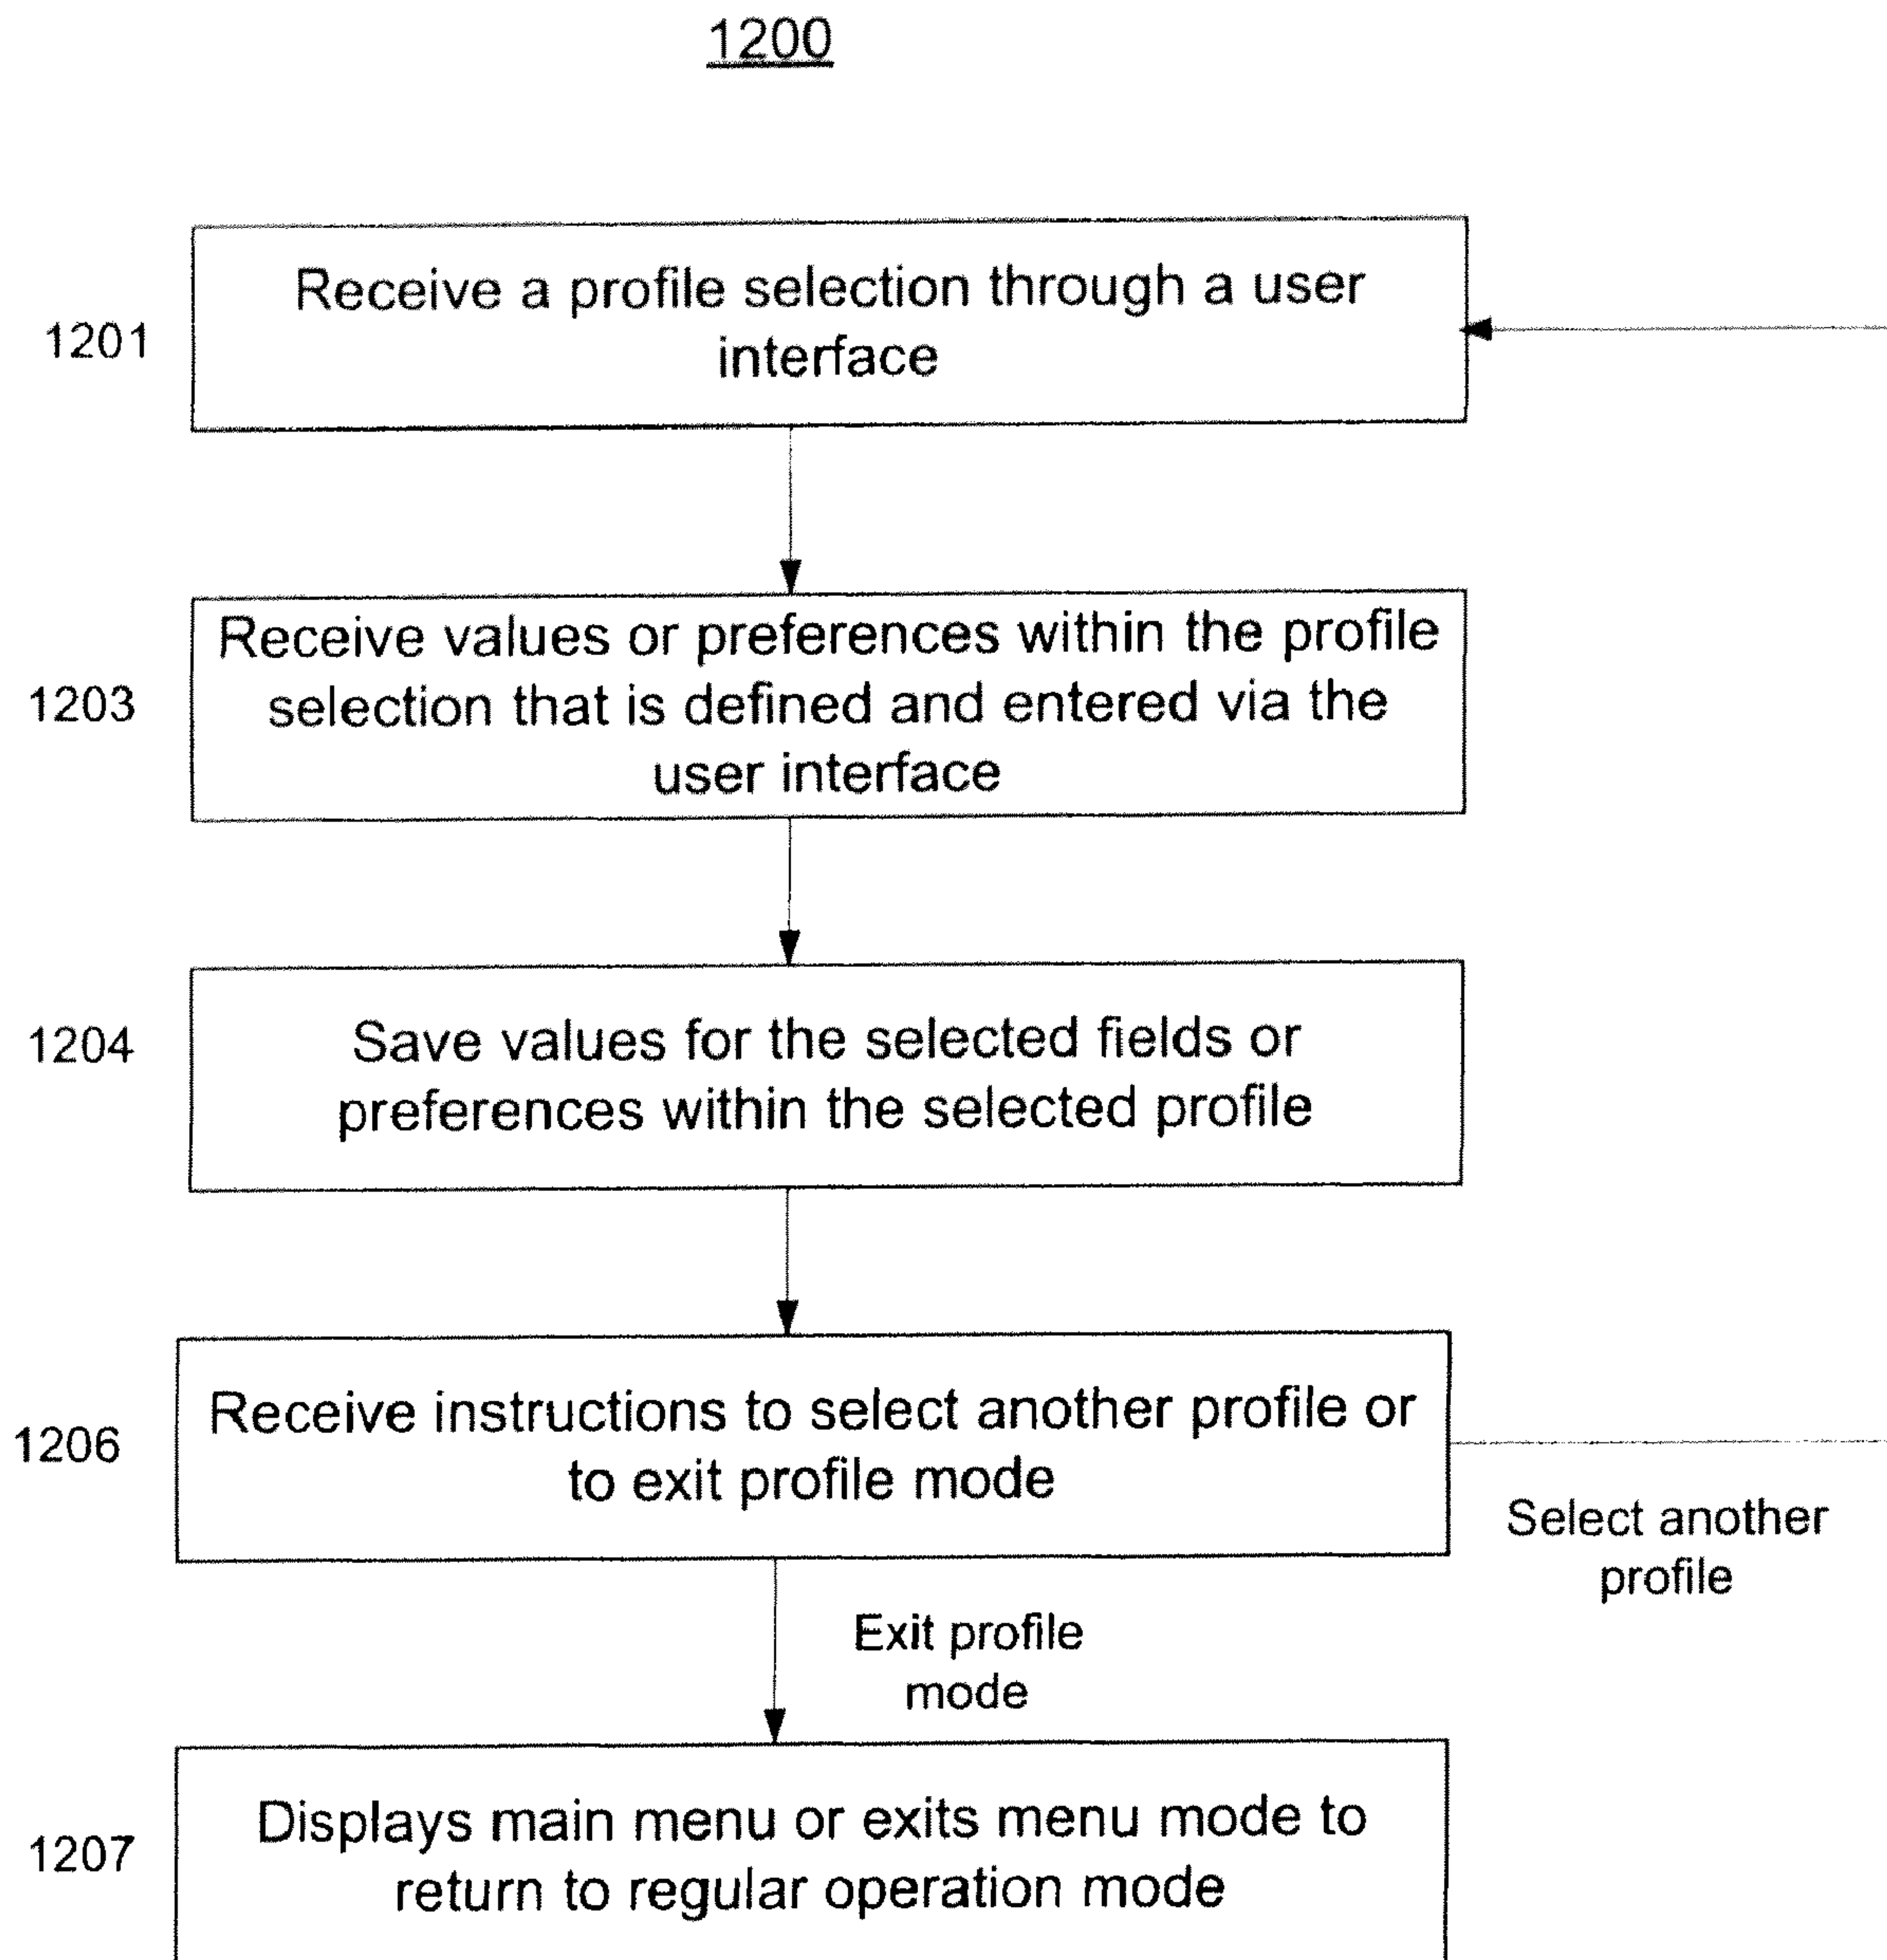 1200
1201
Receive a profile selection through a user
interface
1203
Receive values or preferences within the profile
selection that is defined and entered via the
user interface
1204
Save values for the selected fields or
preferences within the selected profile
1206
Receive instructions to select another profile or
to exit profile mode
Select another
profile
Exit profile
mode
1207
Displays main menu or exits menu mode to
return to regular operation mode